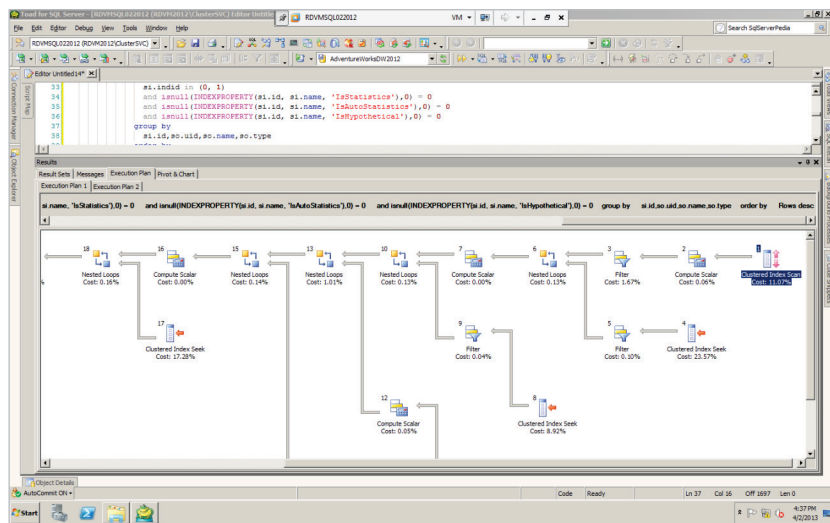 Toad for SQL Server - [RDVMSQL022012 (RDVM2012\ClusterSVC) Editor Untitle
RDVMSQL022012
VM
File Edit Editor Debug View Tools Window Help
Search SqlServerPedia
RDVMSQL022012 (RDVM2012\ClusterSVC)
AdventureWorksDW2012
Editor Untitled14*
Connection Manager
Script Map
Object Explorer
33 si.indid in (0, 1)
34 and isnull(INDEXPROPERTY(si.id, si.name, 'IsStatistics'),0) = 0
35 and isnull(INDEXPROPERTY(si.id, si.name, 'IsAutoStatistics'),0) = 0
36 and isnull(INDEXPROPERTY(si.id, si.name, 'IsHypothetical'),0) = 0
37 group by
38 si.id,so.uid,so.name,so.type
order by
Results
Result Sets Messages Execution Plan Pivot & Chart
Execution Plan 1 Execution Plan 2
si.name, 'IsStatistics'),0) = 0 and isnull(INDEXPROPERTY(si.id, si.name, 'IsAutoStatistics'),0) = 0 and isnull(INDEXPROPERTY(si.id, si.name, 'IsHypothetical'),0) = 0 group by si.id,so.uid,so.name,so.type order by Rows desc
18 16 15 13 10 7 6 3 2 1
Nested Loops Compute Scalar Nested Loops Nested Loops Nested Loops Compute Scalar Nested Loops Filter Compute Scalar Clustered Index Scan
% Cost: 0.16% Cost: 0.00% Cost: 0.14% Cost: 1.01% Cost: 0.13% Cost: 0.00% Cost: 0.13% Cost: 1.67% Cost: 0.06% Cost: 11.07%
17 9 5 4
Clustered Index Seek Filter Filter Clustered Index Seek
Cost: 17.28% Cost: 0.04% Cost: 0.10% Cost: 23.57%
12 8
Compute Scalar Clustered Index Seek
Cost: 0.05% Cost: 8.92%
Object Details
AutoCommit ON Code Ready Ln 37 Col 16 Off 1697 Len 0
Start
4:37 PM
4/2/2013